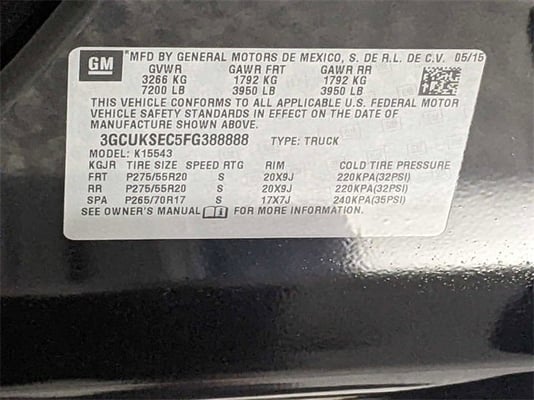 GM MFD BY GENERAL MOTORS DE MEXICO, S. DE R.L. DE C.V. 05/15
GVWR GAWR FRT GAWR RR
3266 KG 1792 KG 1792 KG
7200 LB 3950 LB 3950 LB
THIS VEHICLE CONFORMS TO ALL APPLICABLE U.S. FEDERAL MOTOR
VEHICLE SAFETY STANDARDS IN EFFECT ON THE DATE OF
MANUFACTURE SHOWN ABOVE.
3GCUKSEC5FG388888 TYPE: TRUCK
MODEL: K15543
KGJR TIRE SIZE SPEED RTG RIM COLD TIRE PRESSURE
FRT P275/55R20 S 20X9J 220KPA(32PSI)
RR P275/55R20 S 20X9J 220KPA(32PSI)
SPA P265/70R17 S 17X7J 240KPA(35PSI)
SEE OWNER'S MANUAL FOR MORE INFORMATION.